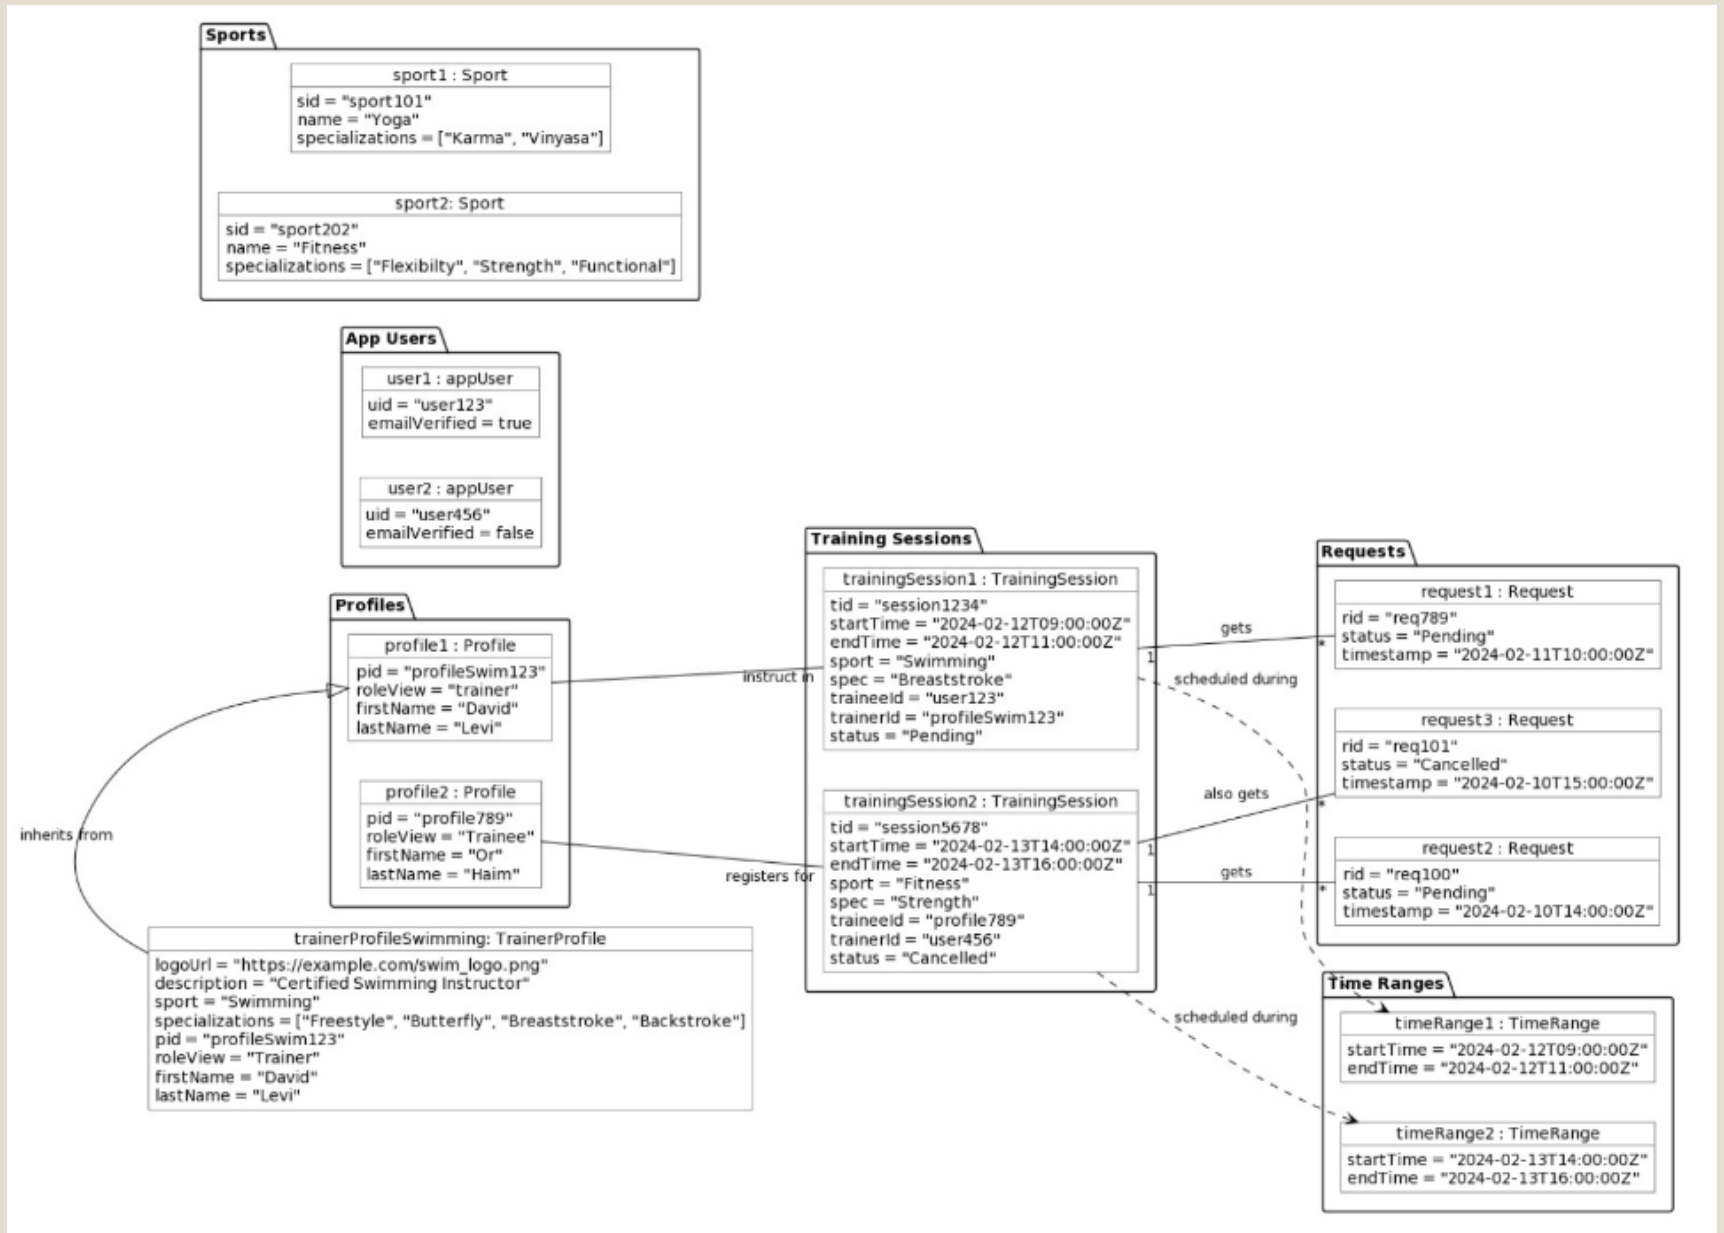 Sports
sport1 : Sport
sid = "sport101"
name = "Yoga"
specializations = ["Karma", "Vinyasa"]
sport2: Sport
sid = "sport202"
name = "Fitness"
specializations = ["Flexibilty", "Strength", "Functional"]
App Users
user1 : appUser
uid = "user123"
emailVerified = true
user2 : appUser
uid = "user456"
emailVerified = false
Profiles
profile1 : Profile
pid = "profileSwim123"
roleView = "trainer"
firstName = "David"
lastName = "Levi"
profile2 : Profile
pid = "profile789"
roleView = "Trainee"
firstName = "Or"
lastName = "Haim"
inherits from
trainerProfileSwimming: TrainerProfile
logoUrl = "https://example.com/swim_logo.png"
description = "Certified Swimming Instructor"
sport = "Swimming"
specializations = ["Freestyle", "Butterfly", "Breaststroke", "Backstroke"]
pid = "profileSwim123"
roleView = "Trainer"
firstName = "David"
lastName = "Levi"
instruct in
registers for
Training Sessions
trainingSession1 : TrainingSession
tid = "session1234"
startTime = "2024-02-12T09:00:00Z"
endTime = "2024-02-12T11:00:00Z"
sport = "Swimming"
spec = "Breaststroke"
traineeId = "user123"
trainerId = "profileSwim123"
status = "Pending"
trainingSession2 : TrainingSession
tid = "session5678"
startTime = "2024-02-13T14:00:00Z"
endTime = "2024-02-13T16:00:00Z"
sport = "Fitness"
spec = "Strength"
traineeId = "profile789"
trainerId = "user456"
status = "Cancelled"
gets
1
*
scheduled during
also gets
1
*
gets
1
*
scheduled during
Requests
request1 : Request
rid = "req789"
status = "Pending"
timestamp = "2024-02-11T10:00:00Z"
request3 : Request
rid = "req101"
status = "Cancelled"
timestamp = "2024-02-10T15:00:00Z"
request2 : Request
rid = "req100"
status = "Pending"
timestamp = "2024-02-10T14:00:00Z"
Time Ranges
timeRange1 : TimeRange
startTime = "2024-02-12T09:00:00Z"
endTime = "2024-02-12T11:00:00Z"
timeRange2 : TimeRange
startTime = "2024-02-13T14:00:00Z"
endTime = "2024-02-13T16:00:00Z"